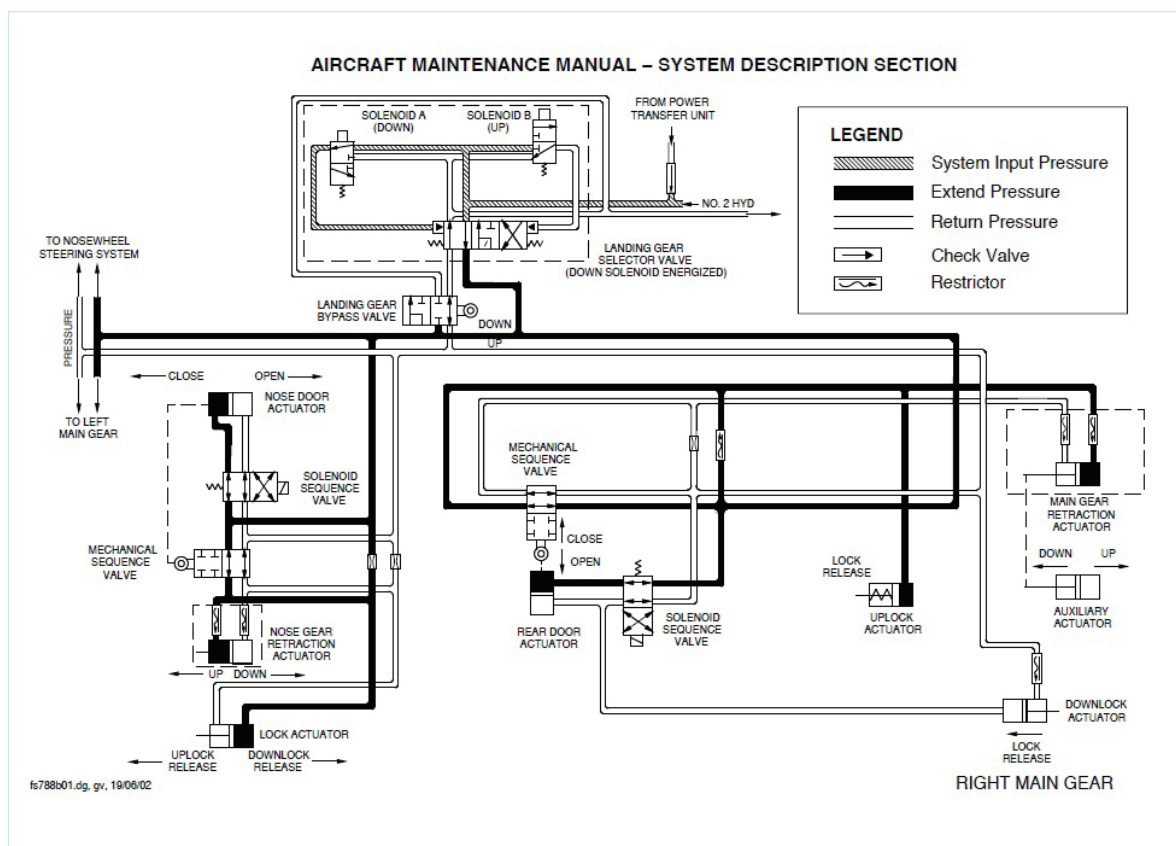 AIRCRAFT MAINTENANCE MANUAL – SYSTEM DESCRIPTION SECTION
SOLENOID A
(DOWN)
SOLENOID B
(UP)
FROM POWER
TRANSFER UNIT
LEGEND
System Input Pressure
Extend Pressure
Return Pressure
Check Valve
Restrictor
NO. 2 HYD
TO NOSEWHEEL
STEERING SYSTEM
LANDING GEAR
SELECTOR VALVE
(DOWN SOLENOID ENERGIZED)
LANDING GEAR
BYPASS VALVE
DOWN
UP
PRESSURE
CLOSE
OPEN
NOSE DOOR
ACTUATOR
TO LEFT
MAIN GEAR
MECHANICAL
SEQUENCE
VALVE
SOLENOID
SEQUENCE
VALVE
MAIN GEAR
RETRACTION
ACTUATOR
CLOSE
OPEN
MECHANICAL
SEQUENCE
VALVE
DOWN
UP
LOCK
RELEASE
UPLOCK
ACTUATOR
AUXILIARY
ACTUATOR
REAR DOOR
ACTUATOR
SOLENOID
SEQUENCE
VALVE
NOSE GEAR
RETRACTION
ACTUATOR
UP
DOWN
DOWNLOCK
ACTUATOR
LOCK ACTUATOR
LOCK
RELEASE
UPLOCK
RELEASE
DOWNLOCK
RELEASE
fs788b01.dg, gv, 19/06/02
RIGHT MAIN GEAR